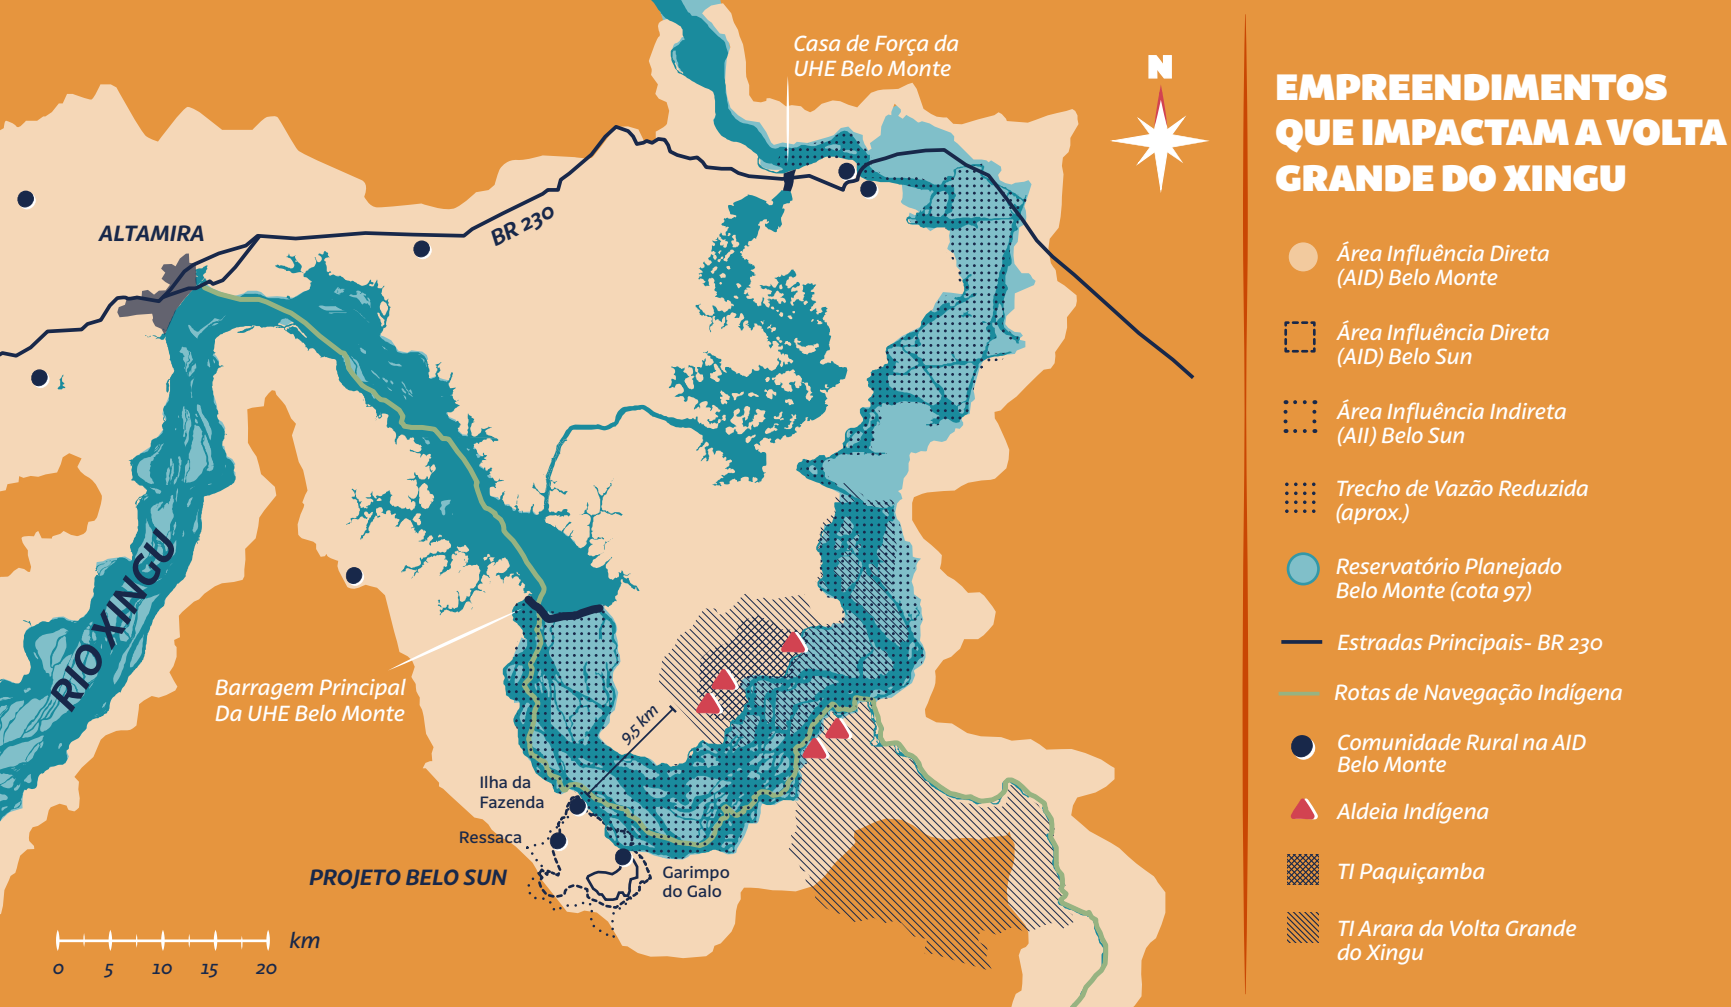 Casa de Força da
UHE Belo Monte
N
ALTAMIRA
BR 230
RIO XINGU
Barragem Principal
Da UHE Belo Monte
9,5 km
Ilha da
Fazenda
Ressaca
PROJETO BELO SUN
Garimpo
do Galo
km
0 5 10 15 20
EMPREENDIMENTOS
QUE IMPACTAM A VOLTA
GRANDE DO XINGU
Área Influência Direta
(AID) Belo Monte
Área Influência Direta
(AID) Belo Sun
Área Influência Indireta
(AII) Belo Sun
Trecho de Vazão Reduzida
(aprox.)
Reservatório Planejado
Belo Monte (cota 97)
Estradas Principais- BR 230
Rotas de Navegação Indígena
Comunidade Rural na AID
Belo Monte
Aldeia Indígena
TI Paquiçamba
TI Arara da Volta Grande
do Xingu